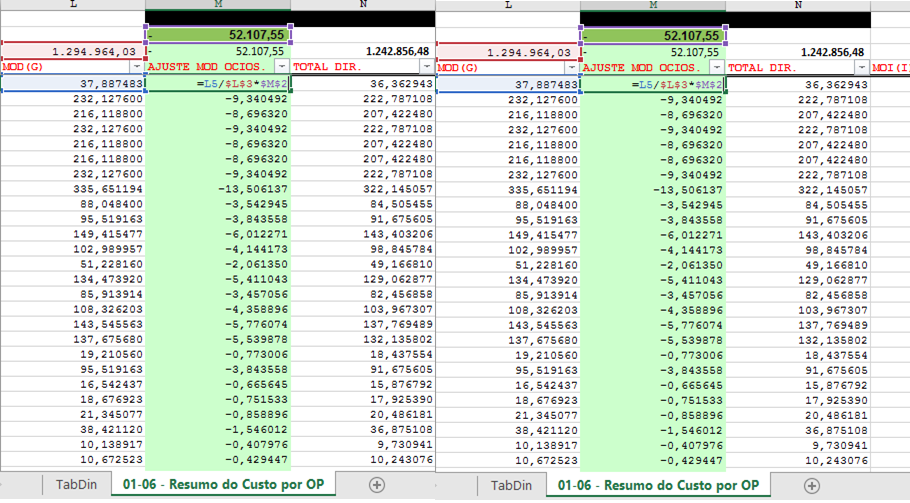 L M N L M N
- 52.107,55 - 52.107,55
1.294.964,03 - 52.107,55 1.242.856,48 1.294.964,03 - 52.107,55 1.242.856,48
MOD(G) AJUSTE MOD OCIOS. TOTAL DIR. MOD(G) AJUSTE MOD OCIOS. TOTAL DIR. MOI(I
37,887483 =L5/$L$3*$M$2 36,362943 37,887483 =L5/$L$3*$M$2 36,362943
232,127600 -9,340492 222,787108 232,127600 -9,340492 222,787108
216,118800 -8,696320 207,422480 216,118800 -8,696320 207,422480
232,127600 -9,340492 222,787108 232,127600 -9,340492 222,787108
216,118800 -8,696320 207,422480 216,118800 -8,696320 207,422480
216,118800 -8,696320 207,422480 216,118800 -8,696320 207,422480
232,127600 -9,340492 222,787108 232,127600 -9,340492 222,787108
335,651194 -13,506137 322,145057 335,651194 -13,506137 322,145057
88,048400 -3,542945 84,505455 88,048400 -3,542945 84,505455
95,519163 -3,843558 91,675605 95,519163 -3,843558 91,675605
149,415477 -6,012271 143,403206 149,415477 -6,012271 143,403206
102,989957 -4,144173 98,845784 102,989957 -4,144173 98,845784
51,228160 -2,061350 49,166810 51,228160 -2,061350 49,166810
134,473920 -5,411043 129,062877 134,473920 -5,411043 129,062877
85,913914 -3,457056 82,456858 85,913914 -3,457056 82,456858
108,326203 -4,358896 103,967307 108,326203 -4,358896 103,967307
143,545563 -5,776074 137,769489 143,545563 -5,776074 137,769489
137,675680 -5,539878 132,135802 137,675680 -5,539878 132,135802
19,210560 -0,773006 18,437554 19,210560 -0,773006 18,437554
95,519163 -3,843558 91,675605 95,519163 -3,843558 91,675605
16,542437 -0,665645 15,876792 16,542437 -0,665645 15,876792
18,676923 -0,751533 17,925390 18,676923 -0,751533 17,925390
21,345077 -0,858896 20,486181 21,345077 -0,858896 20,486181
38,421120 -1,546012 36,875108 38,421120 -1,546012 36,875108
10,138917 -0,407976 9,730941 10,138917 -0,407976 9,730941
10,672523 -0,429447 10,243076 10,672523 -0,429447 10,243076
TabDin 01-06 - Resumo do Custo por OP TabDin 01-06 - Resumo do Custo por OP